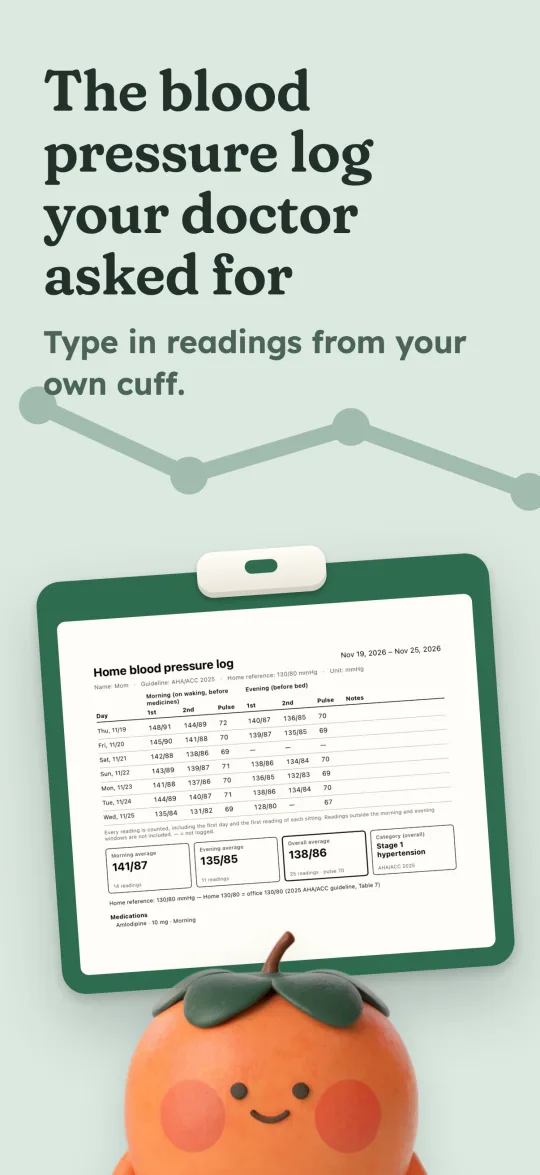 The blood
pressure log
your doctor
asked for
Type in readings from your
own cuff.
Home blood pressure log
Nov 19, 2026 – Nov 25, 2026
Name: Mom · Guideline: AHA/ACC 2025 · Home reference: 130/80 mmHg · Unit: mmHg
Morning (on waking, before medicines) Evening (before bed)
Day 1st 2nd Pulse 1st 2nd Pulse Notes
Thu, 11/19 148/91 144/89 72 140/87 136/85 70
Fri, 11/20 145/90 141/88 70 139/87 135/85 69
Sat, 11/21 142/88 138/86 69 — — —
Sun, 11/22 143/89 139/87 71 138/86 134/84 70
Mon, 11/23 141/88 137/86 70 136/85 132/83 69
Tue, 11/24 144/89 140/87 71 138/86 134/84 70
Wed, 11/25 135/84 131/82 69 128/80 — 67
Every reading is counted, including the first day and the first reading of each sitting. Readings outside the morning and evening
windows are not included. — = not logged.
Morning average
141/87
14 readings
Evening average
135/85
11 readings
Overall average
138/86
25 readings · pulse 70
Category (overall)
Stage 1
hypertension
AHA/ACC 2025
Home reference: 130/80 mmHg — Home 130/80 = office 130/80 (2025 AHA/ACC guideline, Table 7)
Medications
Amlodipine · 10 mg · Morning